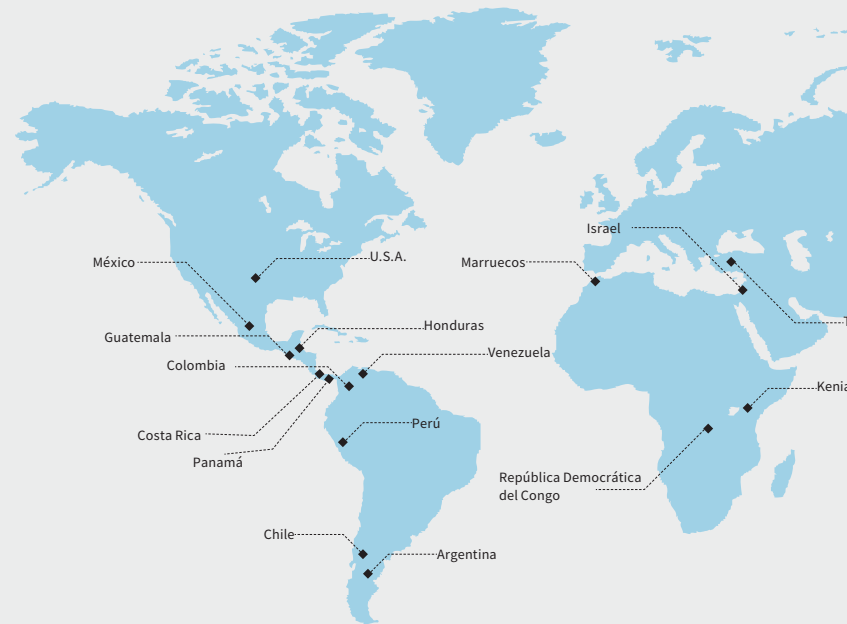 Israel
México
U.S.A.
Marruecos
Honduras
Guatemala
Venezuela
Colombia
Kenia
Perú
Costa Rica
Panamá
República Democrática
del Congo
Chile
Argentina